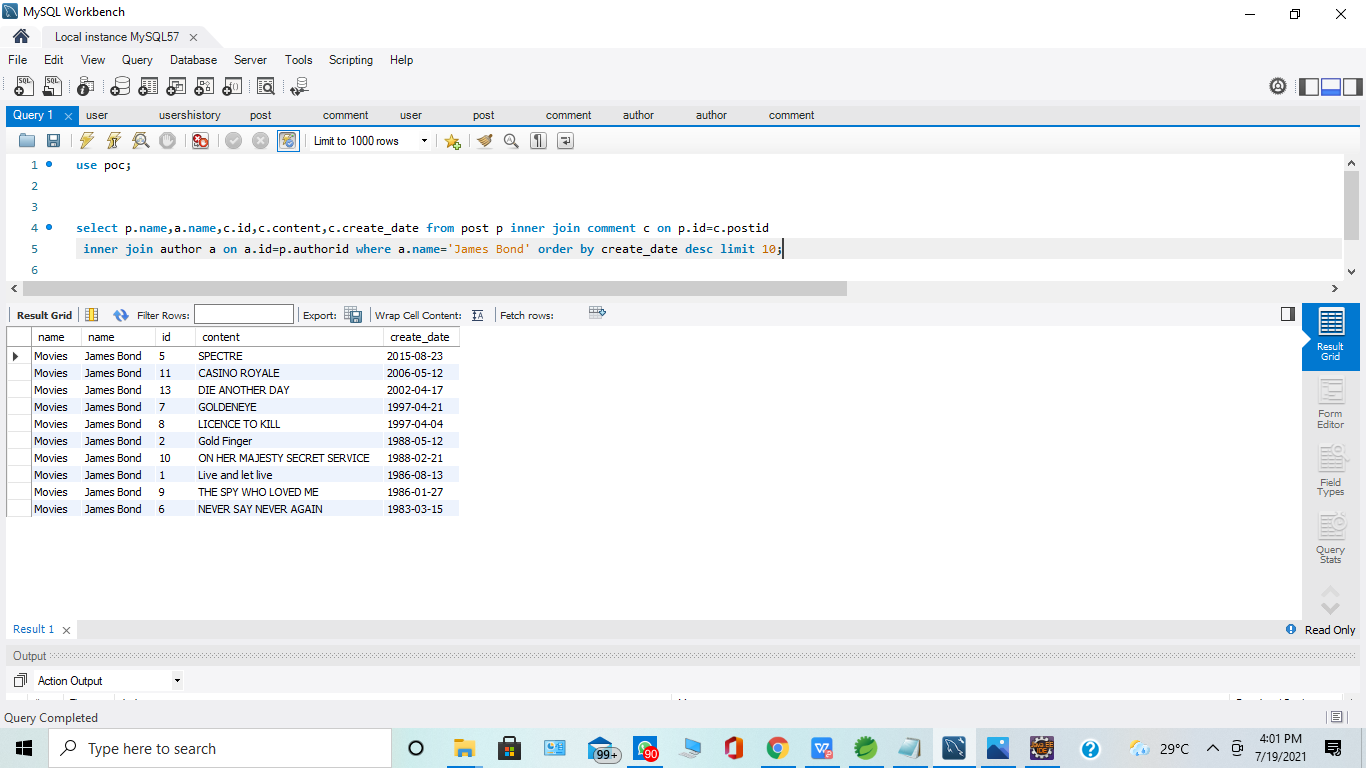 MySQL Workbench
Local instance MySQL57
File Edit View Query Database Server Tools Scripting Help
Query 1 user usershistory post comment user post comment author author comment
Limit to 1000 rows
1 use poc;
2
3
4 select p.name,a.name,c.id,c.content,c.create_date from post p inner join comment c on p.id=c.postid
5 inner join author a on a.id=p.authorid where a.name='James Bond' order by create_date desc limit 10;
6
Result Grid Filter Rows: Export: Wrap Cell Content: Fetch rows:
name name id content create_date
Movies James Bond 5 SPECTRE 2015-08-23
Movies James Bond 11 CASINO ROYALE 2006-05-12
Movies James Bond 13 DIE ANOTHER DAY 2002-04-17
Movies James Bond 7 GOLDENEYE 1997-04-21
Movies James Bond 8 LICENCE TO KILL 1997-04-04
Movies James Bond 2 Gold Finger 1988-05-12
Movies James Bond 10 ON HER MAJESTY SECRET SERVICE 1988-02-21
Movies James Bond 1 Live and let live 1986-08-13
Movies James Bond 9 THE SPY WHO LOVED ME 1986-01-27
Movies James Bond 6 NEVER SAY NEVER AGAIN 1983-03-15
Result
Grid
Form
Editor
Field
Types
Query
Stats
Result 1
Read Only
Output
Action Output
Query Completed
Type here to search
99+
90
29°C
4:01 PM
7/19/2021